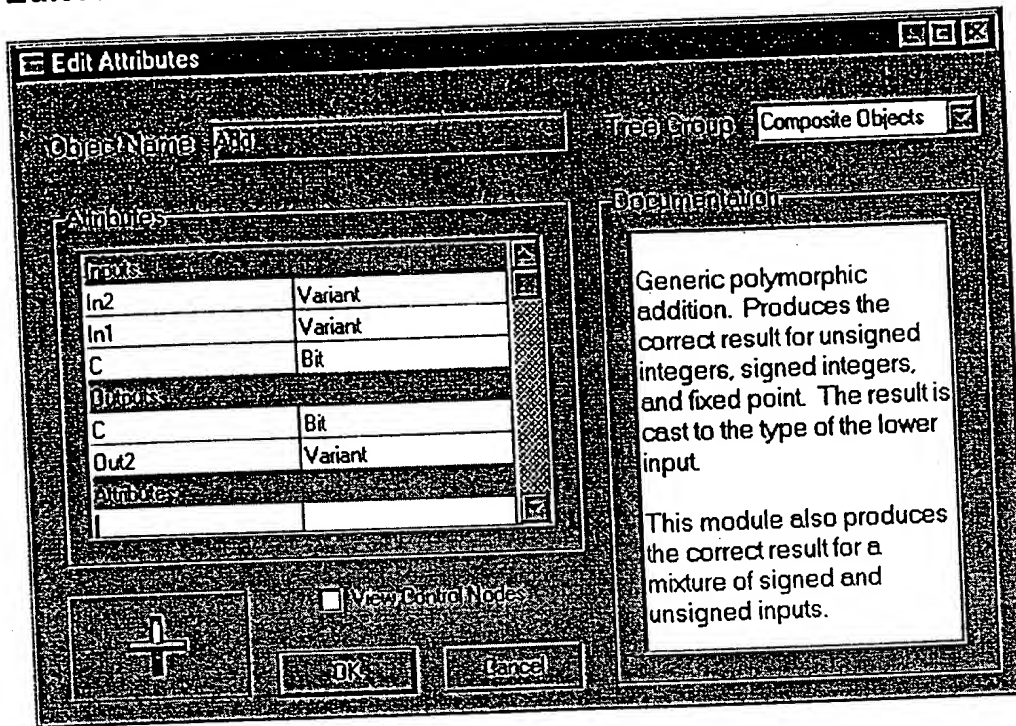 Edit Attributes
Object Name Add
Tree Group Composite Objects
Attributes
Inputs:
In2 Variant
In1 Variant
C Bit
Outputs:
C Bit
Out2 Variant
Attributes:
View Control Nodes
OK
Cancel
Documentation
Generic polymorphic
addition. Produces the
correct result for unsigned
integers, signed integers,
and fixed point. The result is
cast to the type of the lower
input.
This module also produces
the correct result for a
mixture of signed and
unsigned inputs.